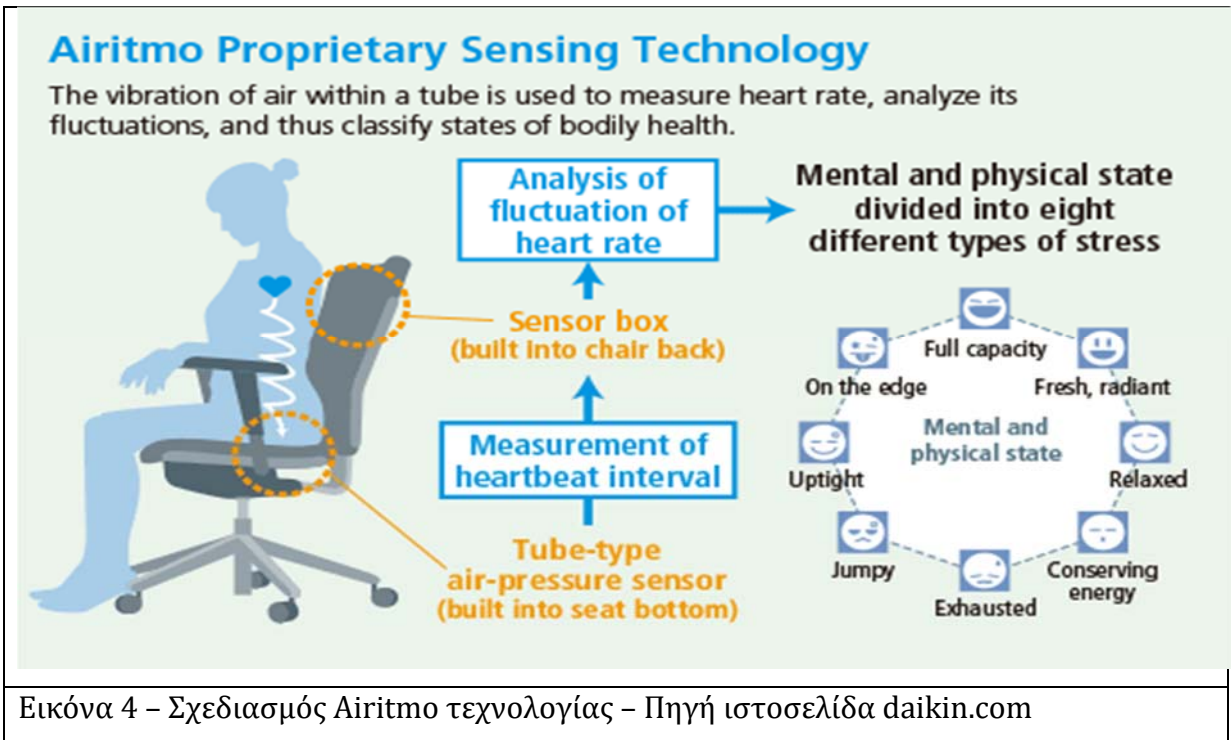 Airitmo Proprietary Sensing Technology
The vibration of air within a tube is used to measure heart rate, analyze its
fluctuations, and thus classify states of bodily health.
Analysis of
fluctuation of
heart rate
Mental and physical state
divided into eight
different types of stress
Sensor box
(built into chair back)
Measurement of
heartbeat interval
Tube-type
air-pressure sensor
(built into seat bottom)
Full capacity
On the edge
Fresh, radiant
Mental and
physical state
Uptight
Relaxed
Jumpy
Conserving
energy
Exhausted
Εικόνα 4 – Σχεδιασμός Airitmo τεχνολογίας – Πηγή ιστοσελίδα daikin.com